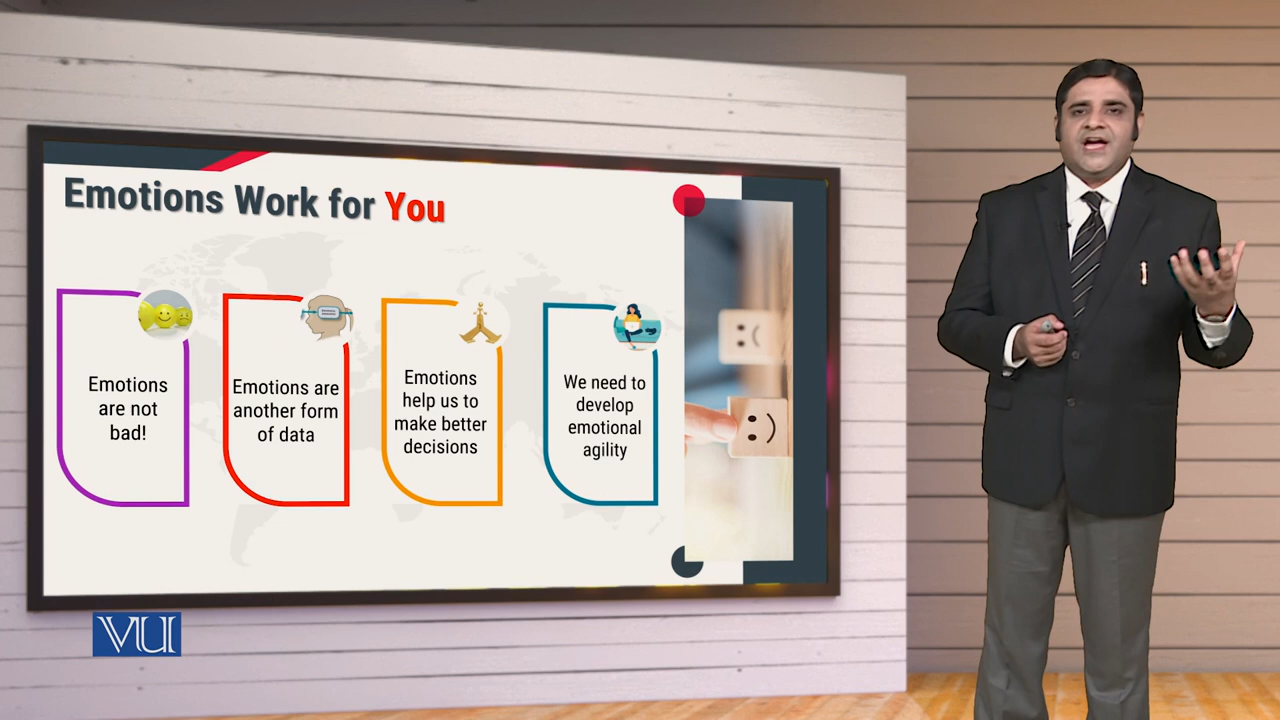 Emotions Work for You
Emotions
are not
bad!
Emotions are
another form
of data
Emotions
help us to
make better
decisions
We need to
develop
emotional
agility
VU